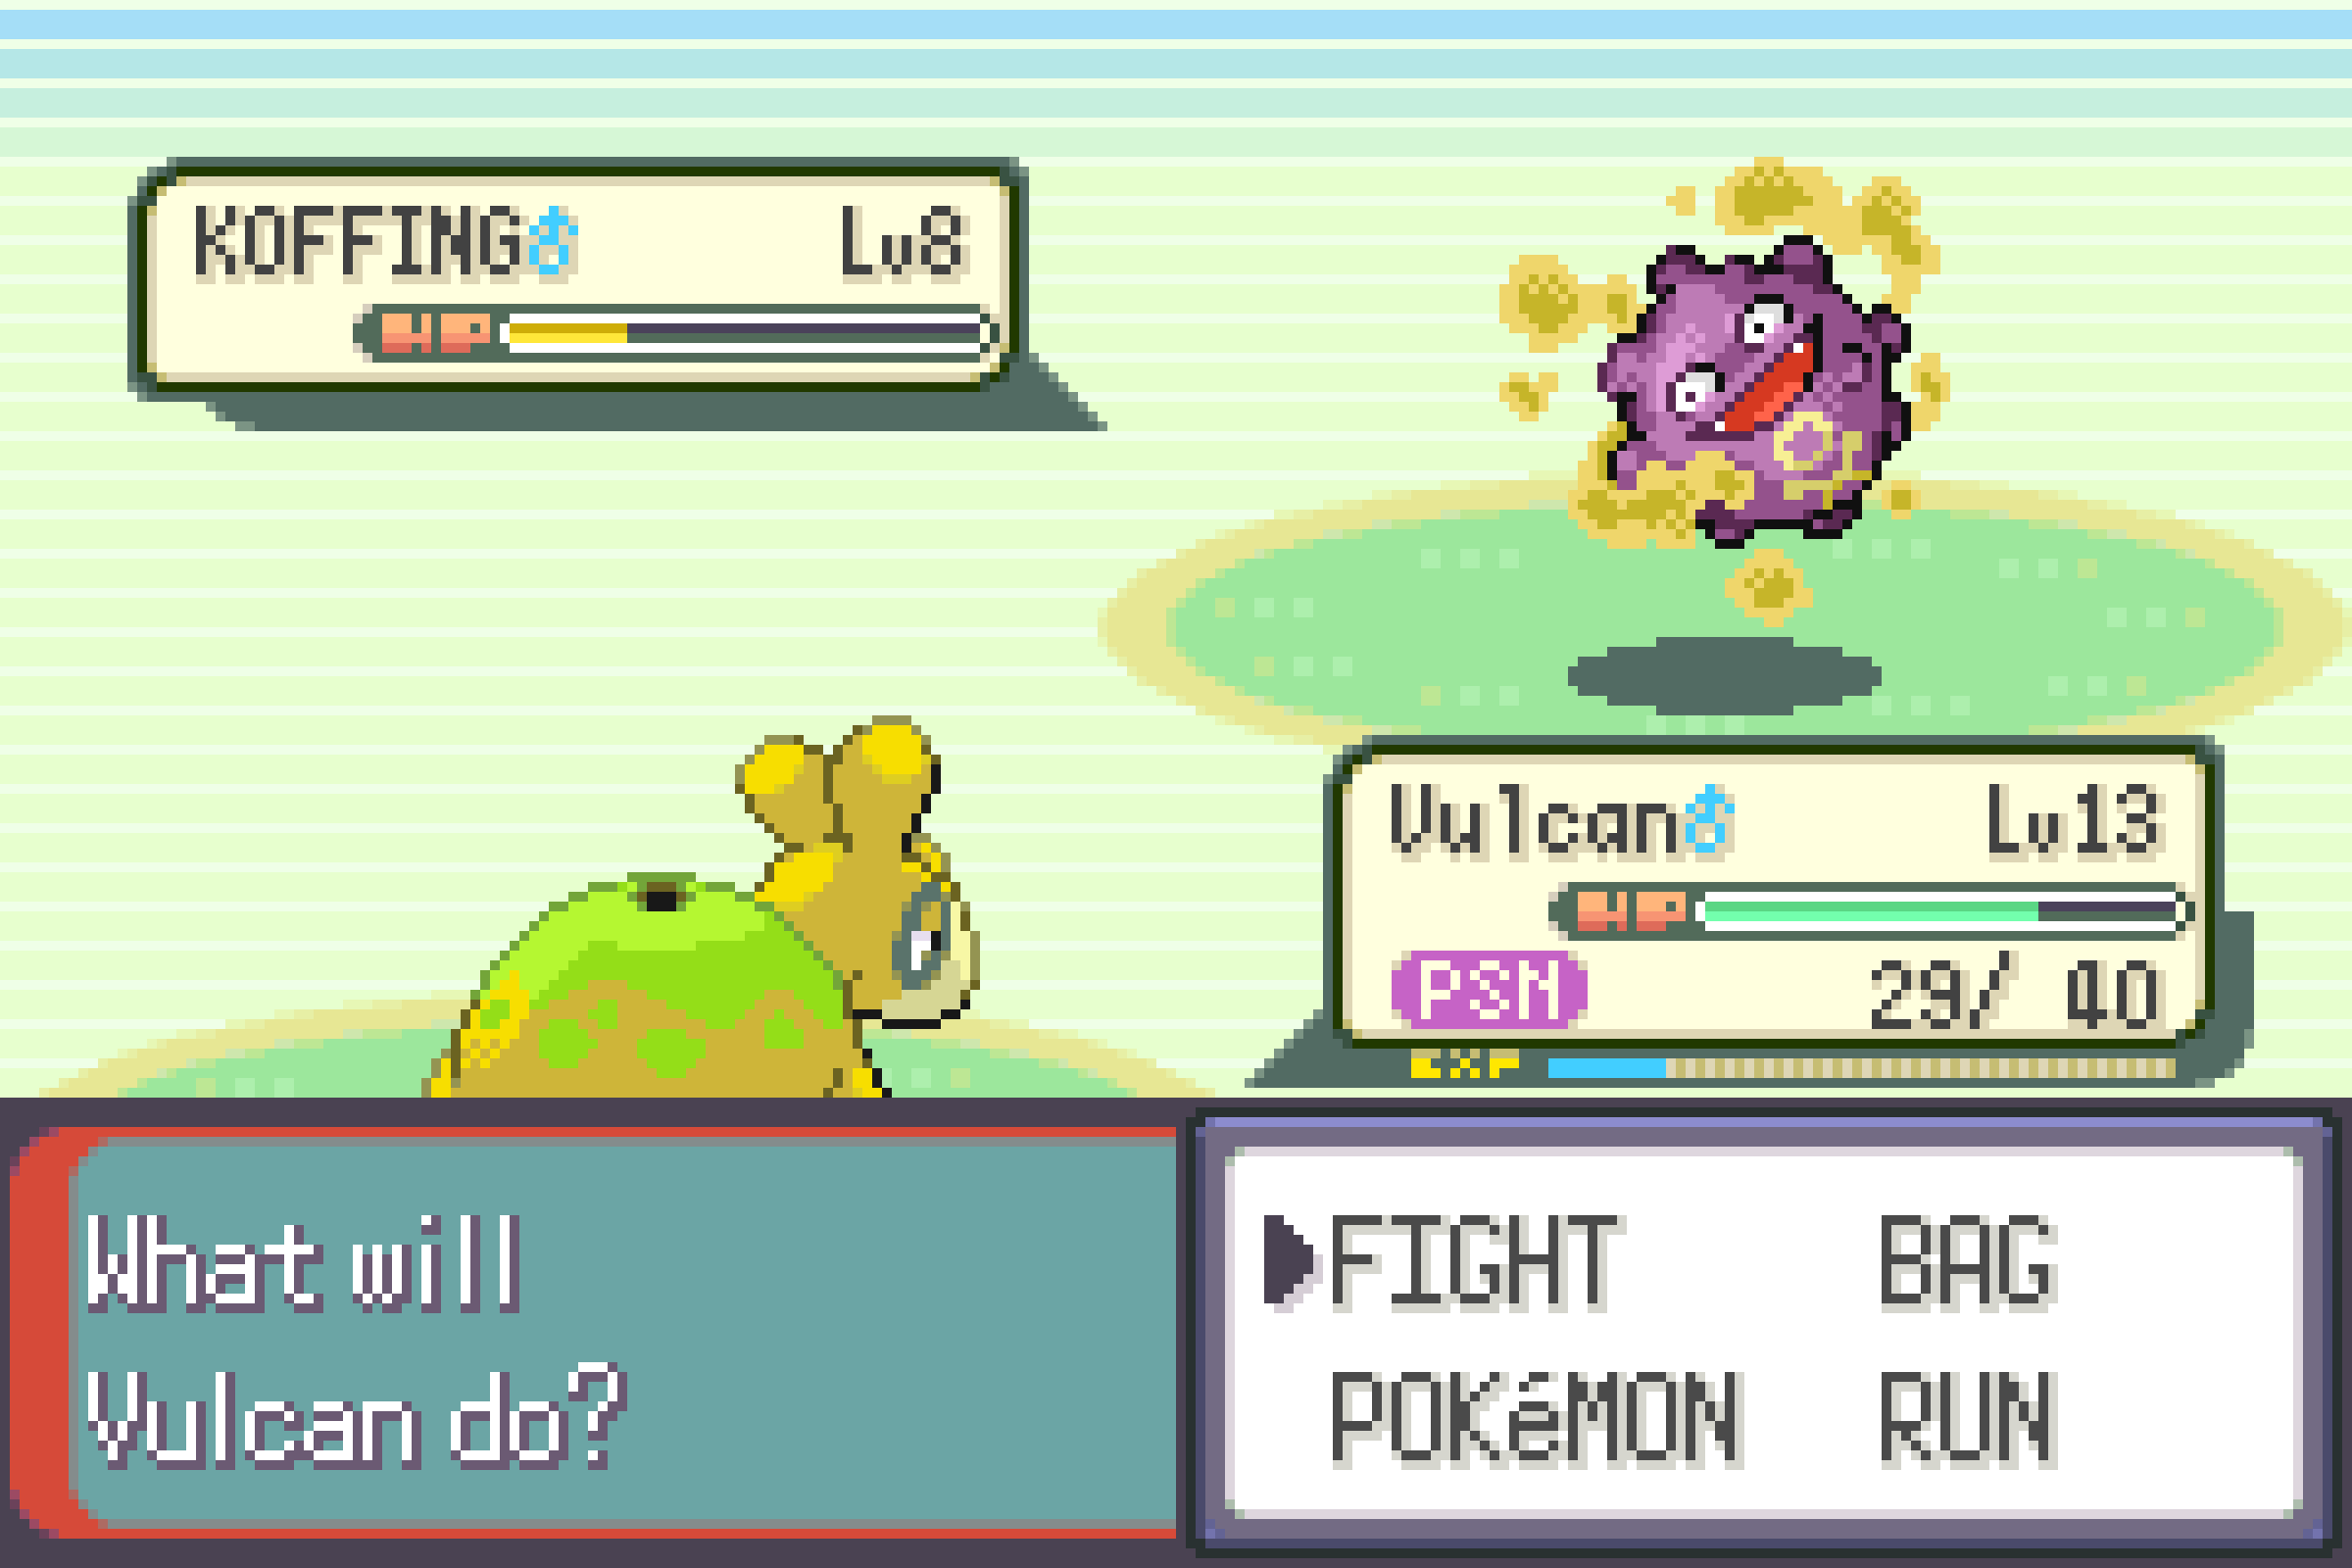 KOFFING♂ Lv8
HP
Vulcan♂ Lv13
HP
PSN 29/ 40
EXP
What will
Vulcan do?
▶FIGHT BAG
POKéMON RUN